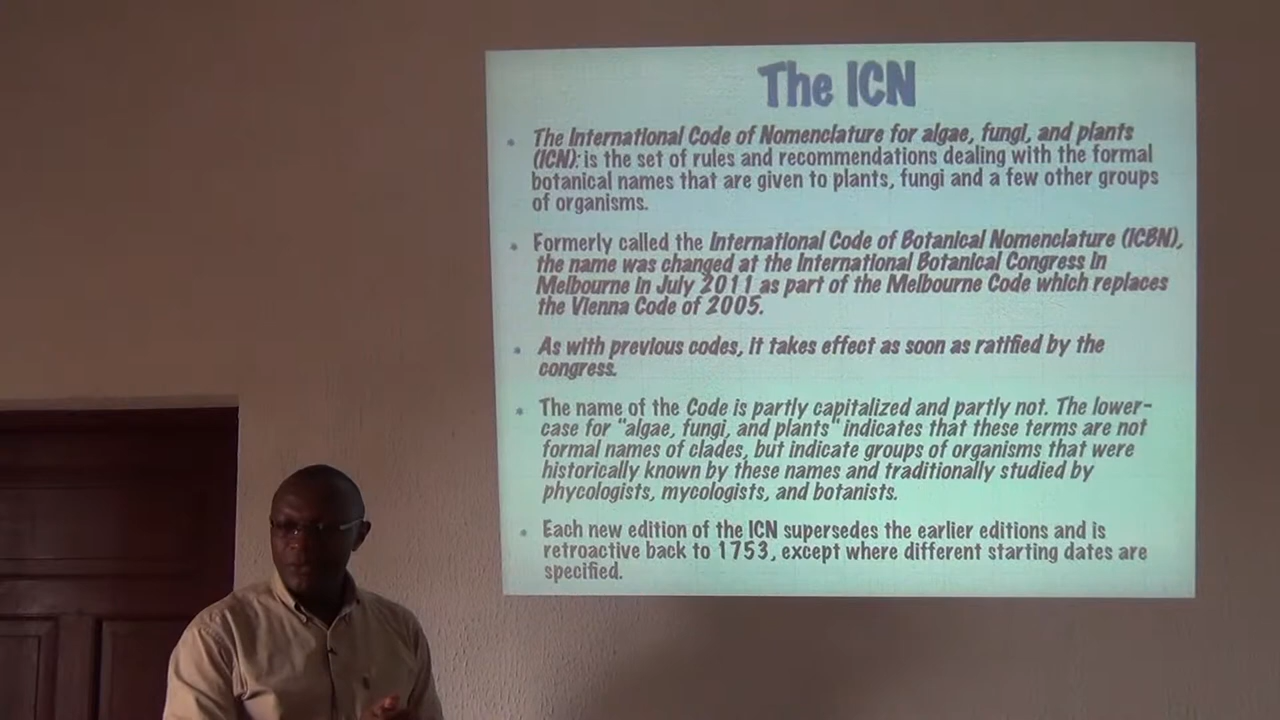 The ICN
The International Code of Nomenclature for algae, fungi, and plants
(ICN): is the set of rules and recommendations dealing with the formal
botanical names that are given to plants, fungi and a few other groups
of organisms.
Formerly called the International Code of Botanical Nomenclature (ICBN),
the name was changed at the International Botanical Congress in
Melbourne in July 2011 as part of the Melbourne Code which replaces
the Vienna Code of 2005.
As with previous codes, it takes effect as soon as ratified by the
congress.
The name of the Code is partly capitalized and partly not. The lower-
case for "algae, fungi, and plants" indicates that these terms are not
formal names of clades, but indicate groups of organisms that were
historically known by these names and traditionally studied by
phycologists, mycologists, and botanists.
Each new edition of the ICN supersedes the earlier editions and is
retroactive back to 1753, except where different starting dates are
specified.